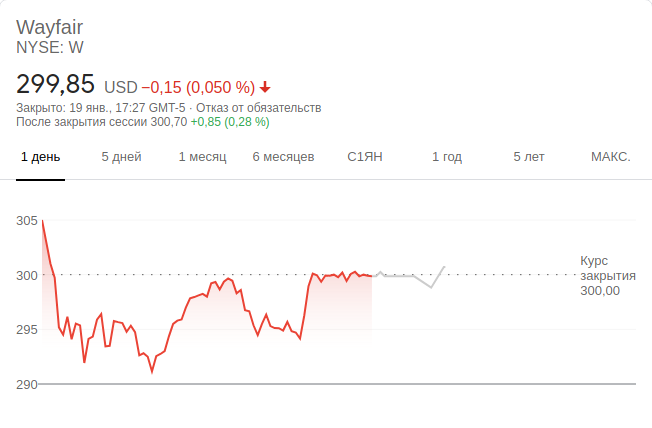 Wayfair
NYSE: W
299,85 USD −0,15 (0,050 %)
Закрыто: 19 янв., 17:27 GMT-5 · Отказ от обязательств
После закрытия сессии 300,70 +0,85 (0,28 %)
1 день 5 дней 1 месяц 6 месяцев С1ЯН 1 год 5 лет МАКС.
305
300
295
290
Курс
закрытия
300,00